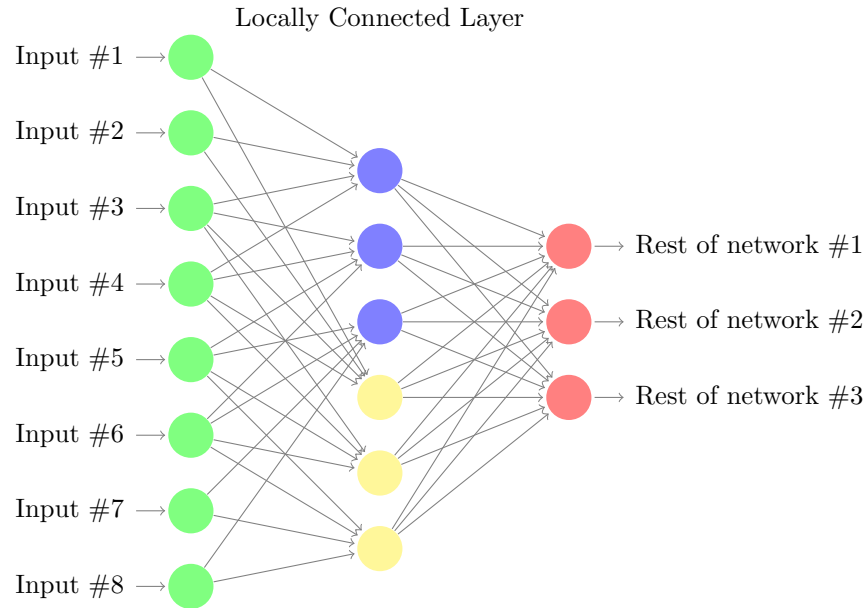 Locally Connected Layer
Input #1
Input #2
Input #3
Input #4
Input #5
Input #6
Input #7
Input #8
Rest of network #1
Rest of network #2
Rest of network #3